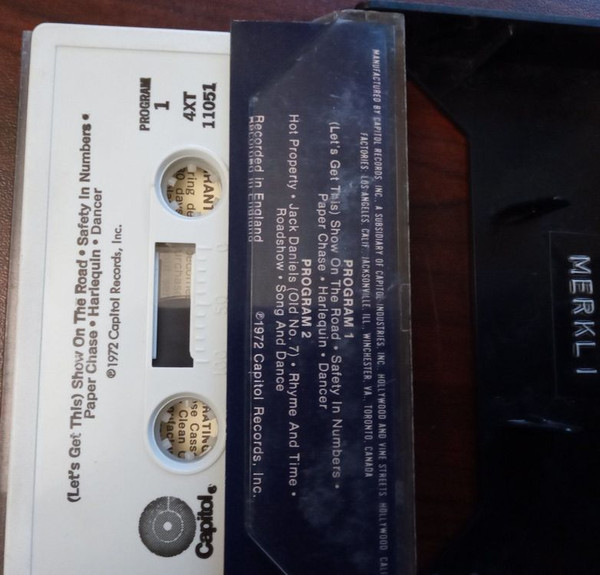 PROGRAM
1
4XT
11051
(Let's Get This) Show On The Road • Safety In Numbers •
Paper Chase • Harlequin • Dancer
℗1972 Capitol Records, Inc.
Capitol®
MANUFACTURED BY CAPITOL RECORDS, INC., A SUBSIDIARY OF CAPITOL INDUSTRIES, INC., HOLLYWOOD AND VINE STREETS, HOLLYWOOD, CALI
FACTORIES: LOS ANGELES, CALIF., JACKSONVILLE, ILL., WINCHESTER, VA., TORONTO, CANADA
PROGRAM 1
(Let's Get This) Show On The Road • Safety In Numbers •
Paper Chase • Harlequin • Dancer
PROGRAM 2
Hot Property • Jack Daniels (Old No. 7) • Rhyme And Time •
Roadshow • Song And Dance
Recorded in England
℗1972 Capitol Records, Inc.
MERKL I